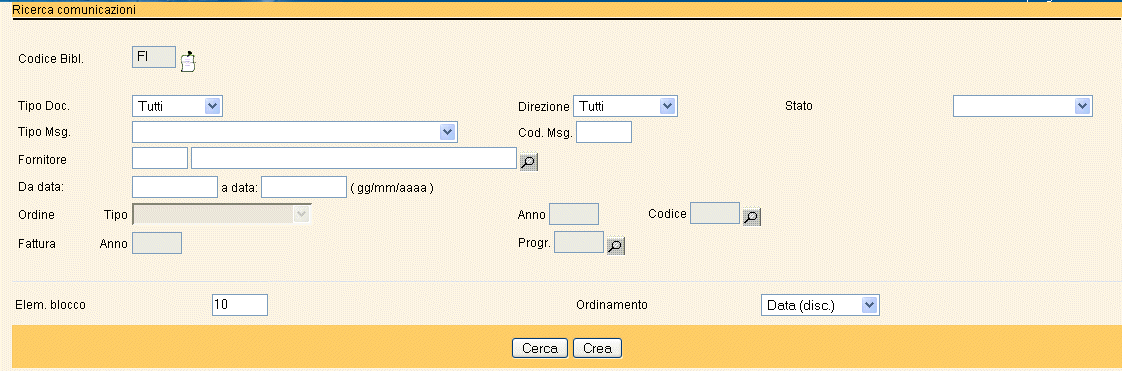 Ricerca comunicazioni
Codice Bibl. FI
Tipo Doc. Tutti Direzione Tutti Stato
Tipo Msg. Cod. Msg.
Fornitore
Da data: a data: ( gg/mm/aaaa )
Ordine Tipo Anno Codice
Fattura Anno Progr.
Elem. blocco 10 Ordinamento Data (disc.)
Cerca Crea